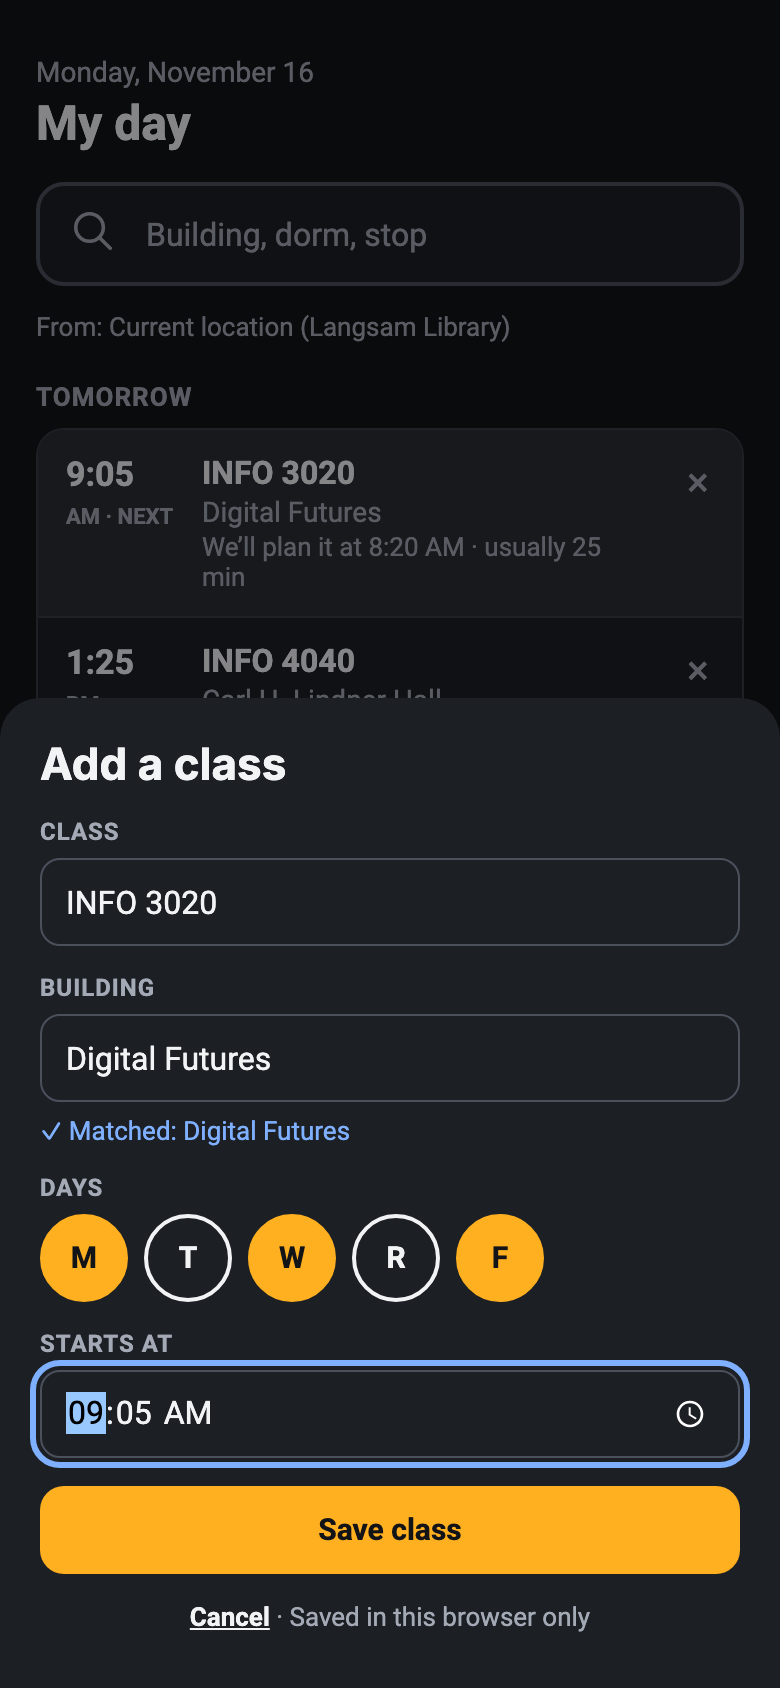 Monday, November 16
My day
Building, dorm, stop
From: Current location (Langsam Library)
TOMORROW
9:05 INFO 3020 ×
AM · NEXT Digital Futures
We’ll plan it at 8:20 AM · usually 25
min
1:25 INFO 4040 ×
Carl H. Lindner Hall
Add a class
CLASS
INFO 3020
BUILDING
Digital Futures
✓ Matched: Digital Futures
DAYS
M T W R F
STARTS AT
09:05 AM
Save class
Cancel · Saved in this browser only